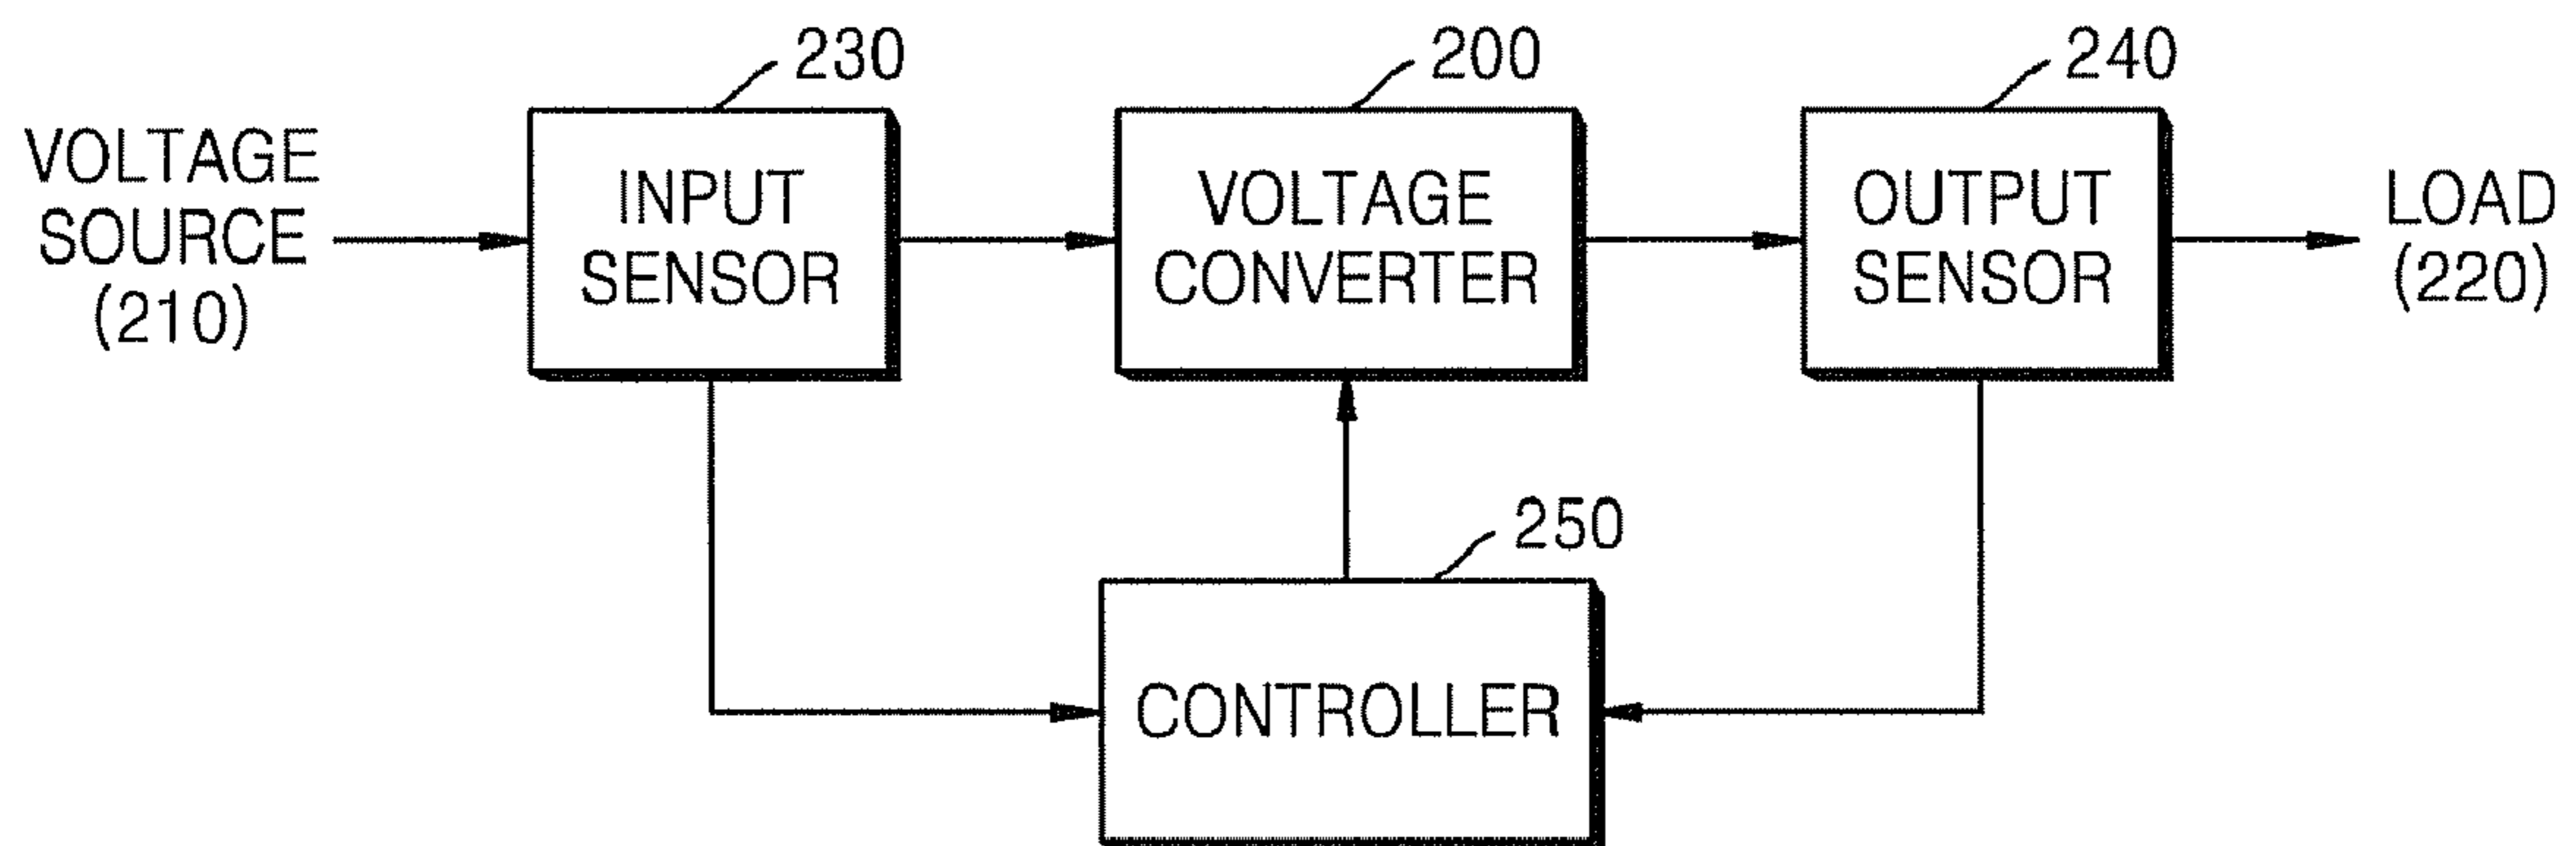 230
200
240
VOLTAGE
SOURCE
(210)
INPUT
SENSOR
VOLTAGE
CONVERTER
OUTPUT
SENSOR
LOAD
(220)
250
CONTROLLER